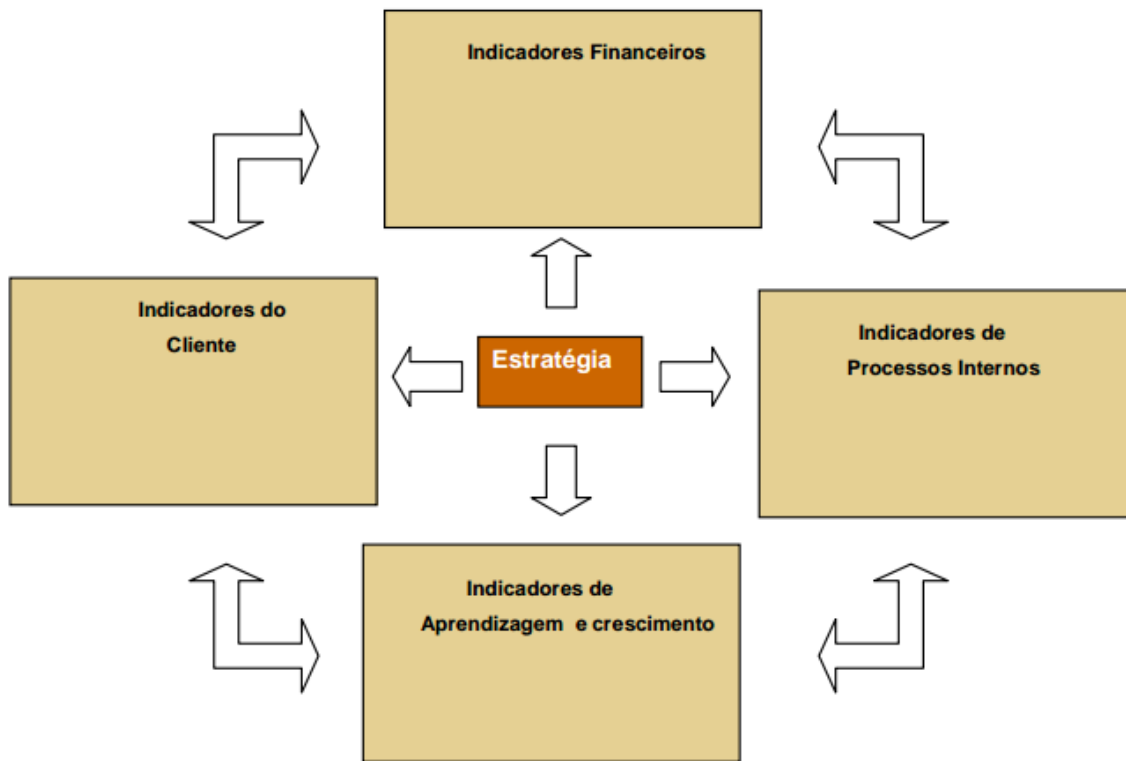 Indicadores Financeiros
Indicadores do
Cliente
Estratégia
Indicadores de
Processos Internos
Indicadores de
Aprendizagem e crescimento